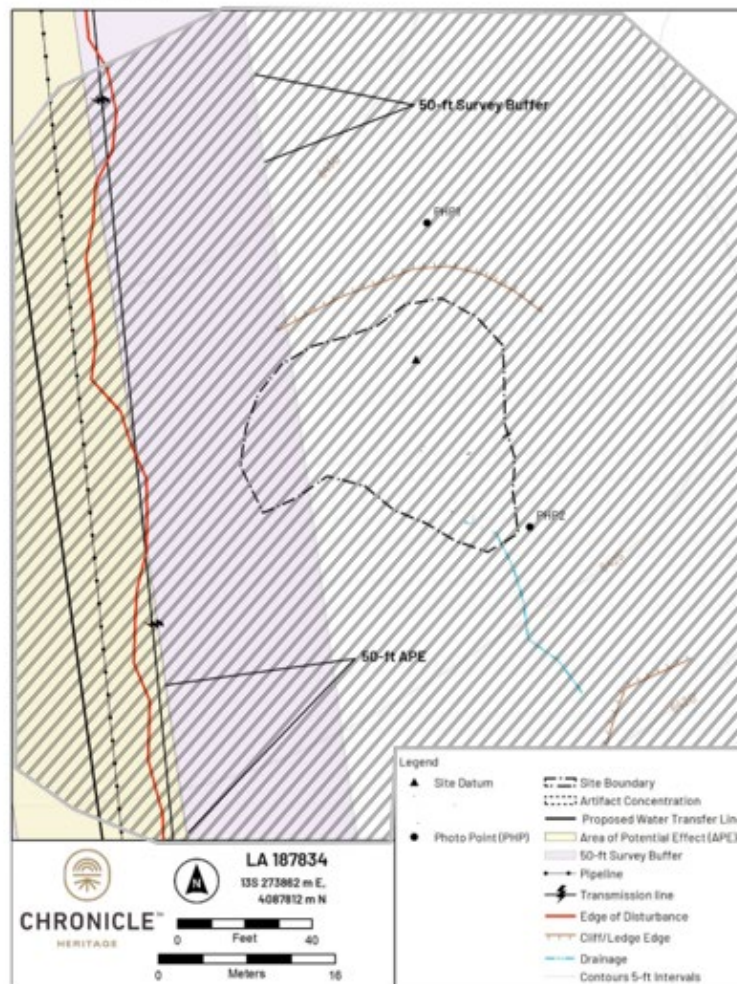 50-ft Survey Buffer
PHP1
PHP2
50-ft APE
Legend
Site Datum
Photo Point (PHP)
Site Boundary
Artifact Concentration
Proposed Water Transfer Lin
Area of Potential Effect (APE)
50-ft Survey Buffer
Pipeline
Transmission line
Edge of Disturbance
Cliff/Ledge Edge
Drainage
Contours 5-ft Intervals
CHRONICLE
HERITAGE
N
LA 187834
13S 273862 m E,
4087812 m N
0 40
Feet
0 16
Meters